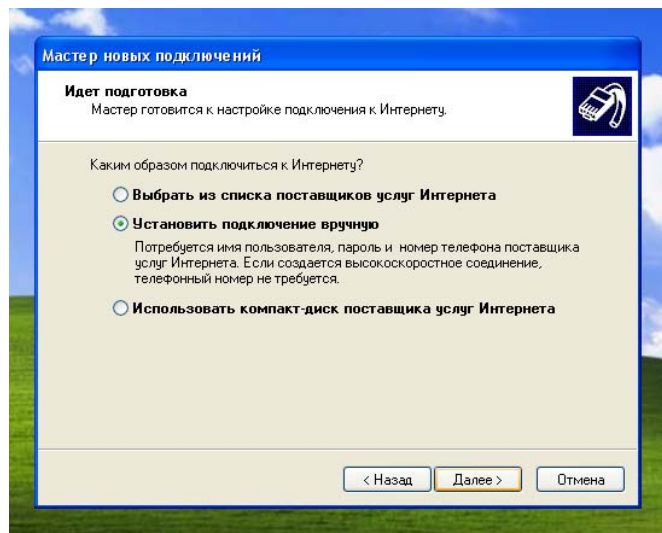 Мастер новых подключений
Идет подготовка
Мастер готовится к настройке подключения к Интернету.
Каким образом подключиться к Интернету?
Выбрать из списка поставщиков услуг Интернета
Установить подключение вручную
Потребуется имя пользователя, пароль и номер телефона поставщика
услуг Интернета. Если создается высокоскоростное соединение,
телефонный номер не требуется.
Использовать компакт-диск поставщика услуг Интернета
< Назад Далее > Отмена